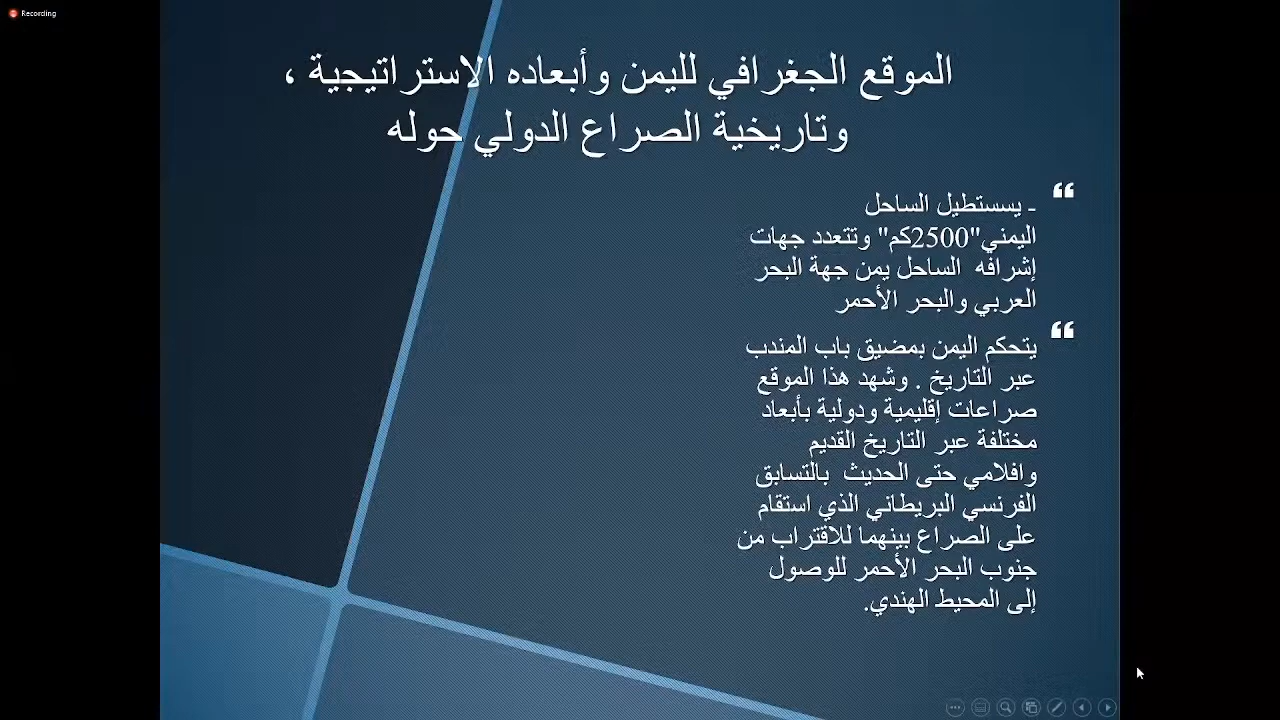 Recording
الموقع الجغرافي لليمن وأبعاده الاستراتيجية ،
وتاريخية الصراع الدولي حوله
- يسستطيل الساحل
اليمني"2500كم" وتتعدد جهات
إشرافه الساحل يمن جهة البحر
العربي والبحر الأحمر
يتحكم اليمن بمضيق باب المندب
عبر التاريخ . وشهد هذا الموقع
صراعات إقليمية ودولية بأبعاد
مختلفة عبر التاريخ القديم
وافلامي حتى الحديث بالتسابق
الفرنسي البريطاني الذي استقام
على الصراع بينهما للاقتراب من
جنوب البحر الأحمر للوصول
إلى المحيط الهندي.